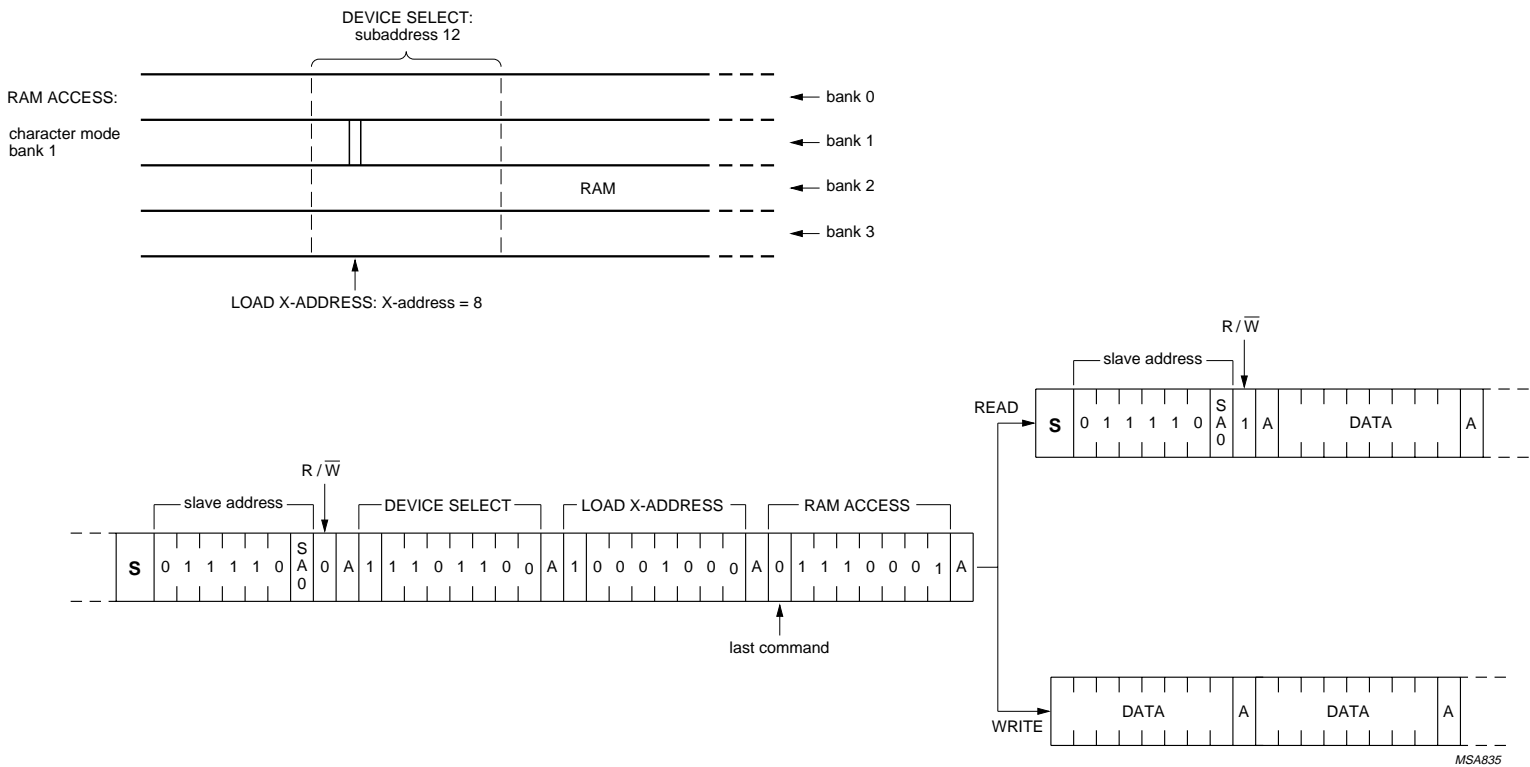 DEVICE SELECT:
subaddress 12
RAM ACCESS:
bank 0
character mode
bank 1
bank 1
RAM
bank 2
bank 3
LOAD X-ADDRESS: X-address = 8
R / W̅
slave address
READ
S 0 1 1 1 1 0 SA0 1 A DATA A
R / W̅
slave address DEVICE SELECT LOAD X-ADDRESS RAM ACCESS
S 0 1 1 1 1 0 SA0 0 A 1 1 1 0 1 1 0 0 A 1 0 0 0 1 0 0 0 A 0 1 1 1 0 0 0 1 A
last command
WRITE
DATA A DATA A
MSA835